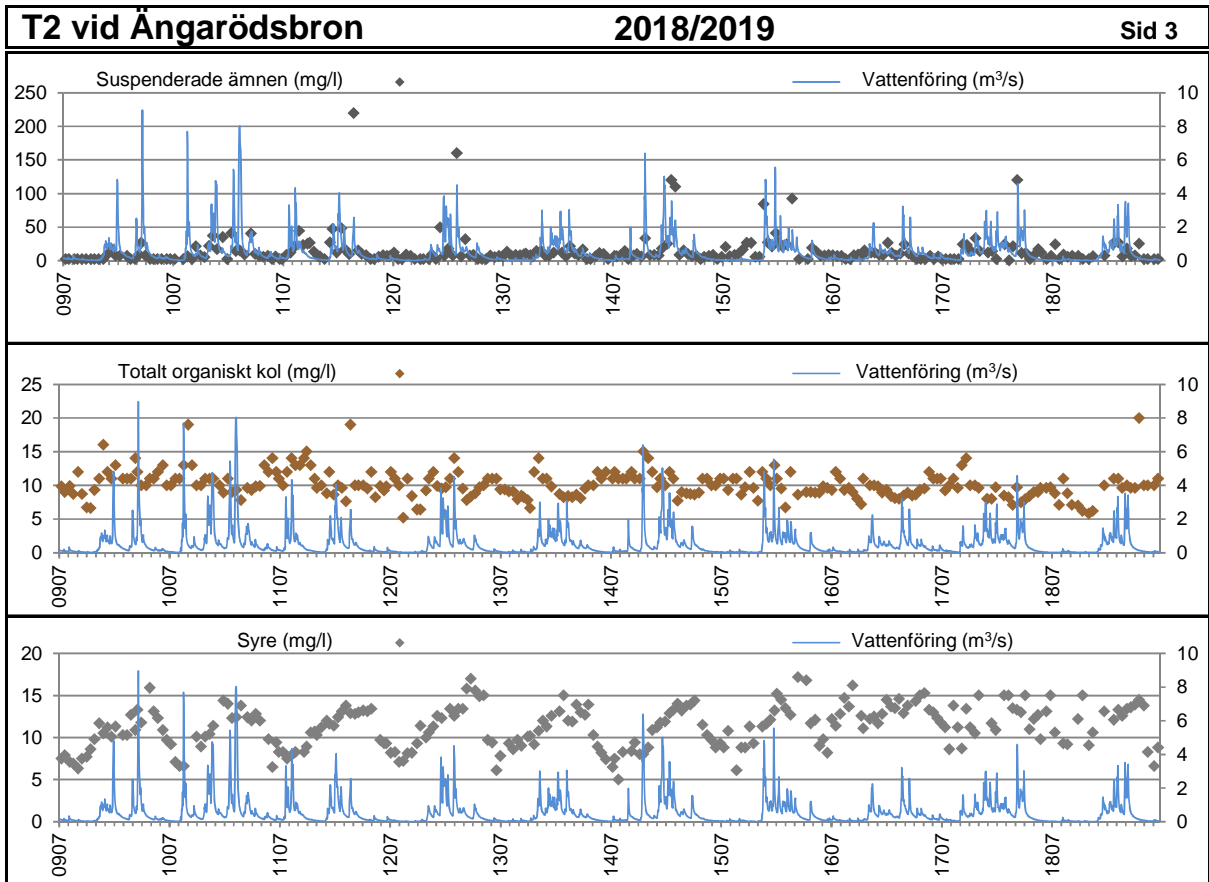 T2 vid Ängarödsbron 2018/2019 Sid 3
Suspenderade ämnen (mg/l) Vattenföring (m³/s)
250 10
200 8
150 6
100 4
50 2
0 0
0907 1007 1107 1207 1307 1407 1507 1607 1707 1807
Totalt organiskt kol (mg/l) Vattenföring (m³/s)
25 10
20 8
15 6
10 4
5 2
0 0
0907 1007 1107 1207 1307 1407 1507 1607 1707 1807
Syre (mg/l) Vattenföring (m³/s)
20 10
15 8
10 6
5 4
0 2
0
0907 1007 1107 1207 1307 1407 1507 1607 1707 1807